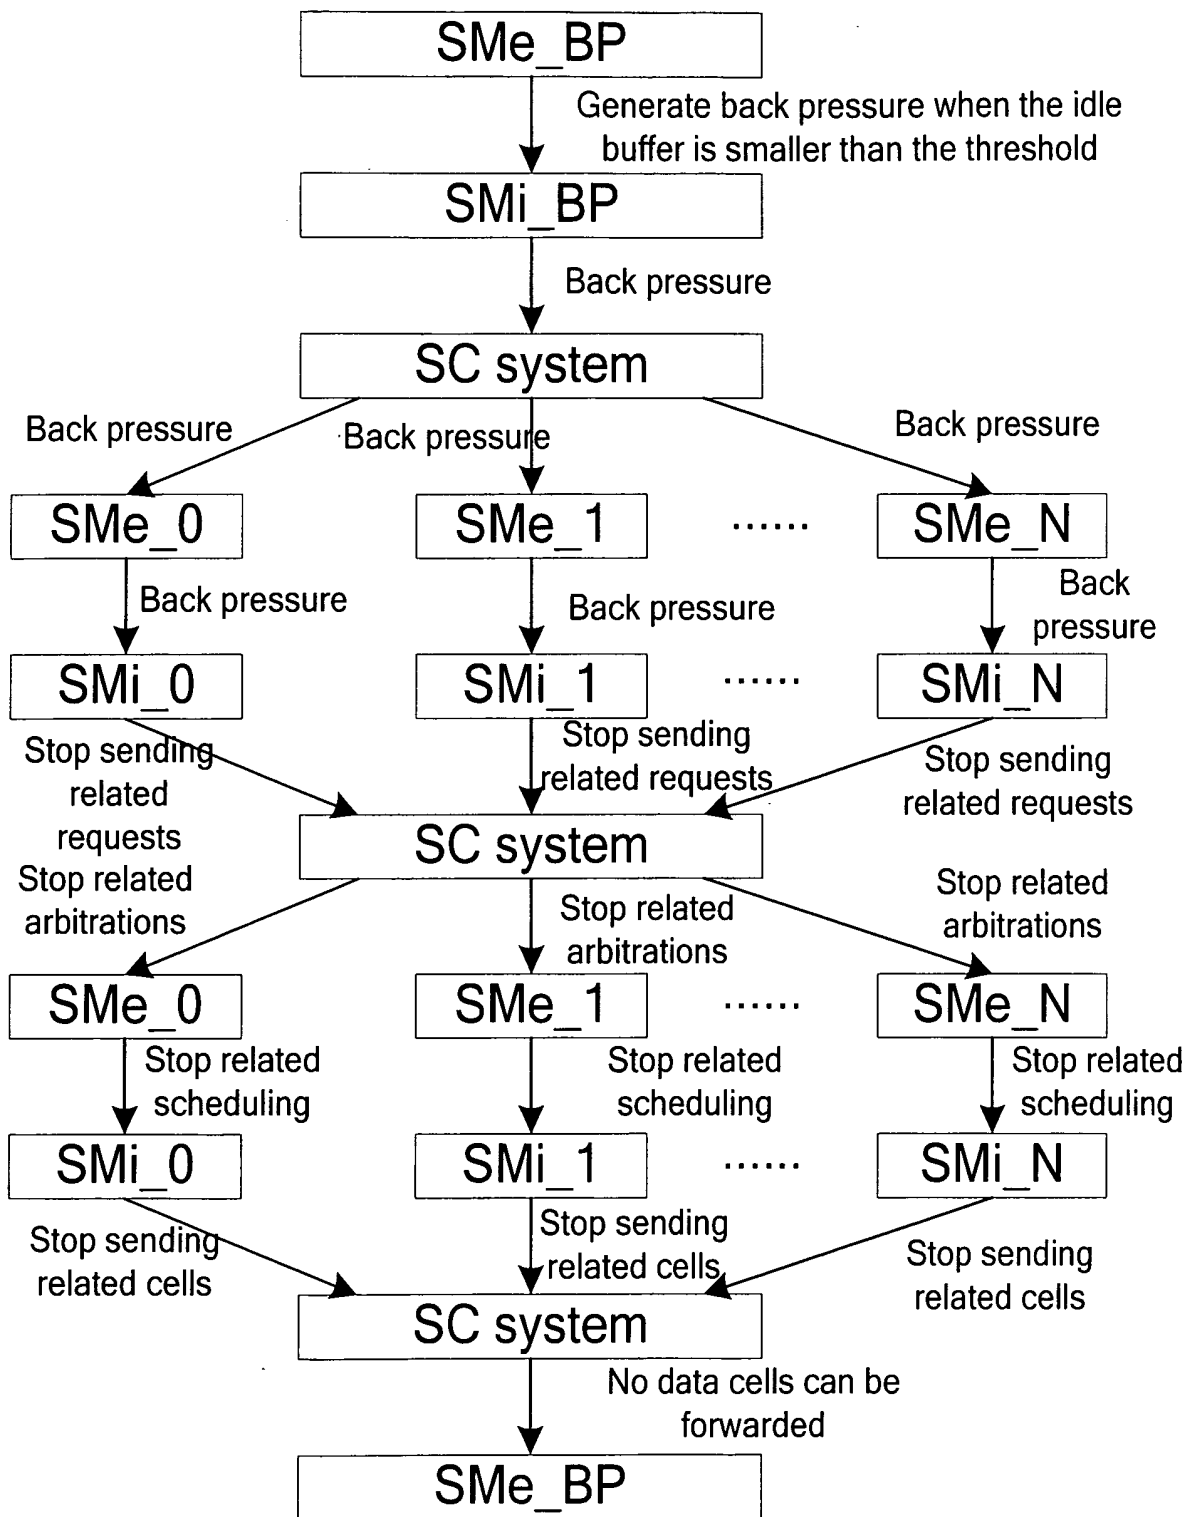 SMe_BP
Generate back pressure when the idle
buffer is smaller than the threshold
SMi_BP
Back pressure
SC system
Back pressure
Back pressure
Back pressure
SMe_0
SMe_1
......
SMe_N
Back pressure
Back pressure
Back
pressure
SMi_0
SMi_1
......
SMi_N
Stop sending
related
requests
Stop sending
related requests
Stop sending
related requests
SC system
Stop related
arbitrations
Stop related
arbitrations
Stop related
arbitrations
SMe_0
SMe_1
......
SMe_N
Stop related
scheduling
Stop related
scheduling
Stop related
scheduling
SMi_0
SMi_1
......
SMi_N
Stop sending
related cells
Stop sending
related cells
Stop sending
related cells
SC system
No data cells can be
forwarded
SMe_BP